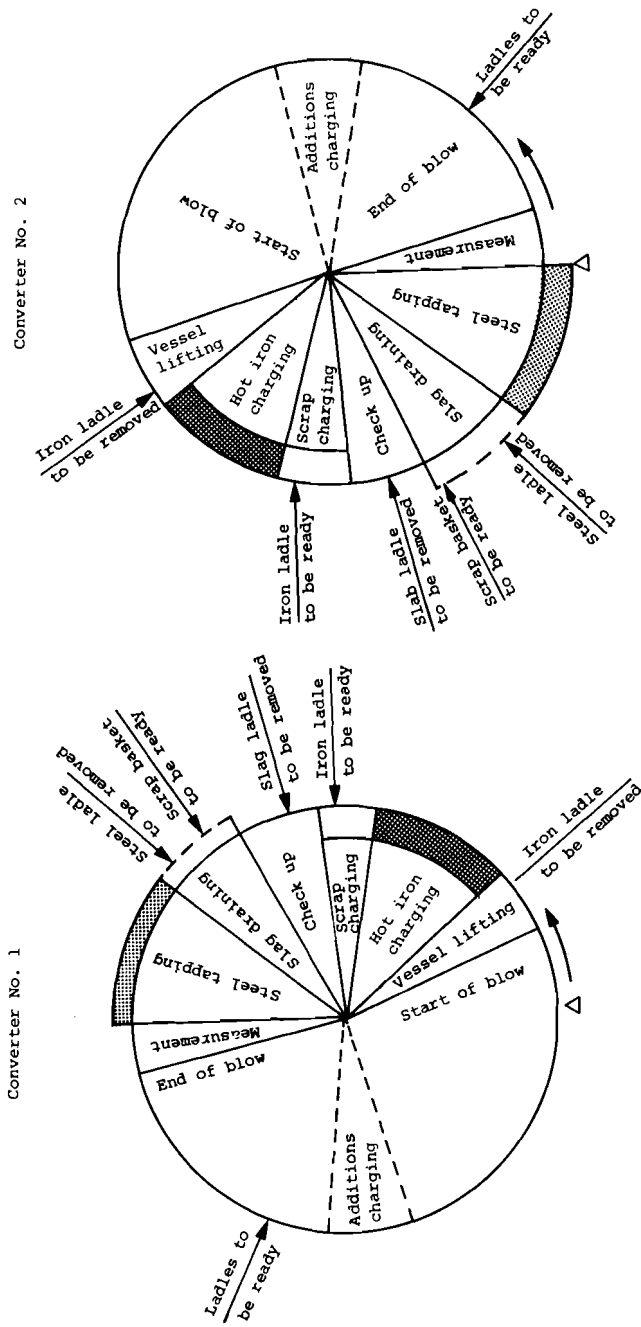 Converter No. 2
Ladles to
be ready
Additions
charging
End of blow
Start of blow
Measurement
Steel tapping
Slag draining
Check up
Scrap
charging
Hot iron
charging
Vessel
lifting
Iron ladle
to be removed
Iron ladle
to be ready
Slab ladle
to be removed
Scrap basket
to be ready
Steel ladle
to be removed
Converter No. 1
Steel ladle
to be removed
Scrap basket
to be ready
Slag ladle
to be removed
Iron ladle
to be ready
Iron ladle
to be removed
Steel tapping
Slag draining
Check up
Scrap
charging
Hot iron
charging
Vessel lifting
Start of blow
Measurement
End of blow
Additions
charging
Ladles to
be ready